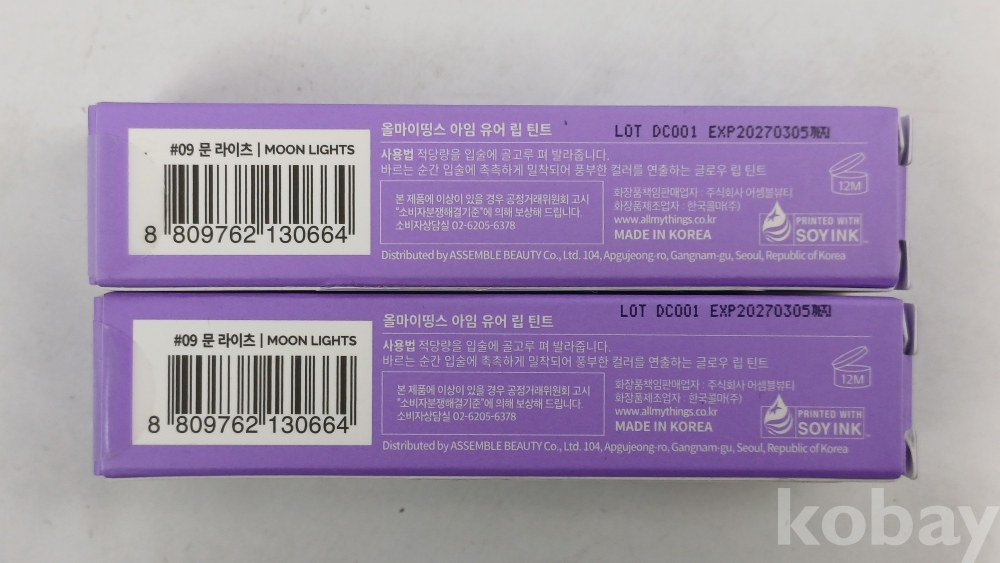 #09 문 라이츠 | MOON LIGHTS
8 809762 130664
올마이띵스 아임 유어 립 틴트
LOT DC001 EXP20270305까지
사용법 적당량을 입술에 골고루 펴 발라줍니다.
바르는 순간 입술에 촉촉하게 밀착되어 풍부한 컬러를 연출하는 글로우 립 틴트
본 제품에 이상이 있을 경우 공정거래위원회 고시
"소비자분쟁해결기준"에 의해 보상해 드립니다.
소비자상담실 02-6205-6378
화장품책임판매업자 : 주식회사 어셈블뷰티
화장품제조업자 : 한국콜마(주)
www.allmythings.co.kr
MADE IN KOREA
12M
PRINTED WITH
SOY INK
Distributed by ASSEMBLE BEAUTY Co., Ltd. 104, Apgujeong-ro, Gangnam-gu, Seoul, Republic of Korea
#09 문 라이츠 | MOON LIGHTS
8 809762 130664
올마이띵스 아임 유어 립 틴트
LOT DC001 EXP20270305까지
사용법 적당량을 입술에 골고루 펴 발라줍니다.
바르는 순간 입술에 촉촉하게 밀착되어 풍부한 컬러를 연출하는 글로우 립 틴트
본 제품에 이상이 있을 경우 공정거래위원회 고시
"소비자분쟁해결기준"에 의해 보상해 드립니다.
소비자상담실 02-6205-6378
화장품책임판매업자 : 주식회사 어셈블뷰티
화장품제조업자 : 한국콜마(주)
www.allmythings.co.kr
MADE IN KOREA
12M
PRINTED WITH
SOY INK
Distributed by ASSEMBLE BEAUTY Co., Ltd. 104, Apgujeong-ro, Gangnam-gu, Seoul, Republic of Korea
kobay